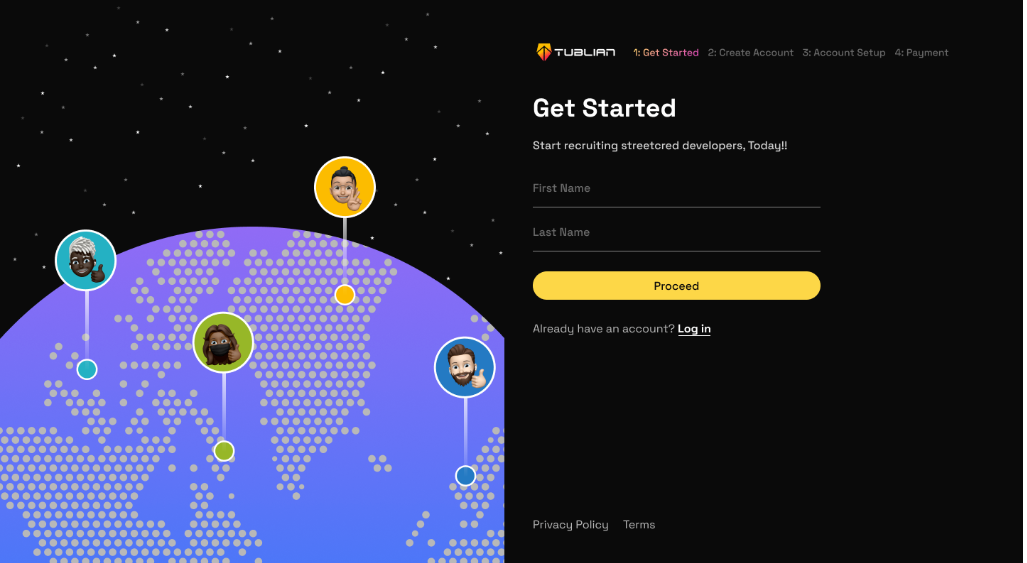 TUBLIAN
1: Get Started 2: Create Account 3: Account Setup 4: Payment
Get Started
Start recruiting streetcred developers, Today!!
First Name
Last Name
Proceed
Already have an account? Log in
Privacy Policy Terms